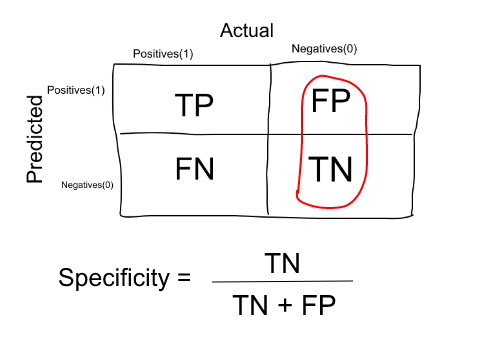 Actual
Positives(1) Negatives(0)
Predicted
Positives(1) TP FP
Negatives(0) FN TN
Specificity = TN
TN + FP